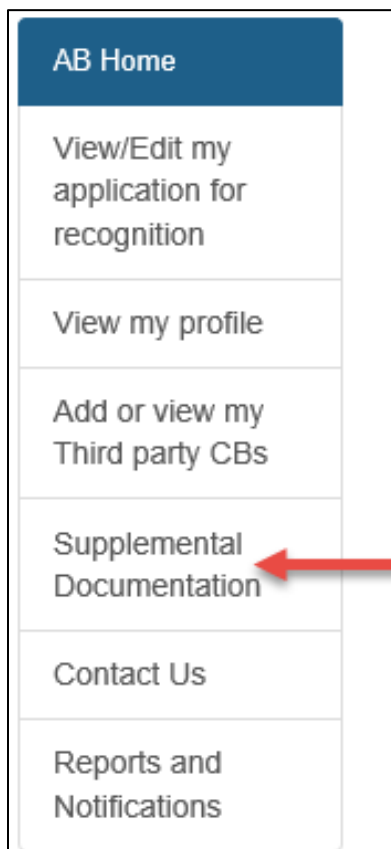 AB Home
View/Edit my
application for
recognition
View my profile
Add or view my
Third party CBs
Supplemental
Documentation
Contact Us
Reports and
Notifications